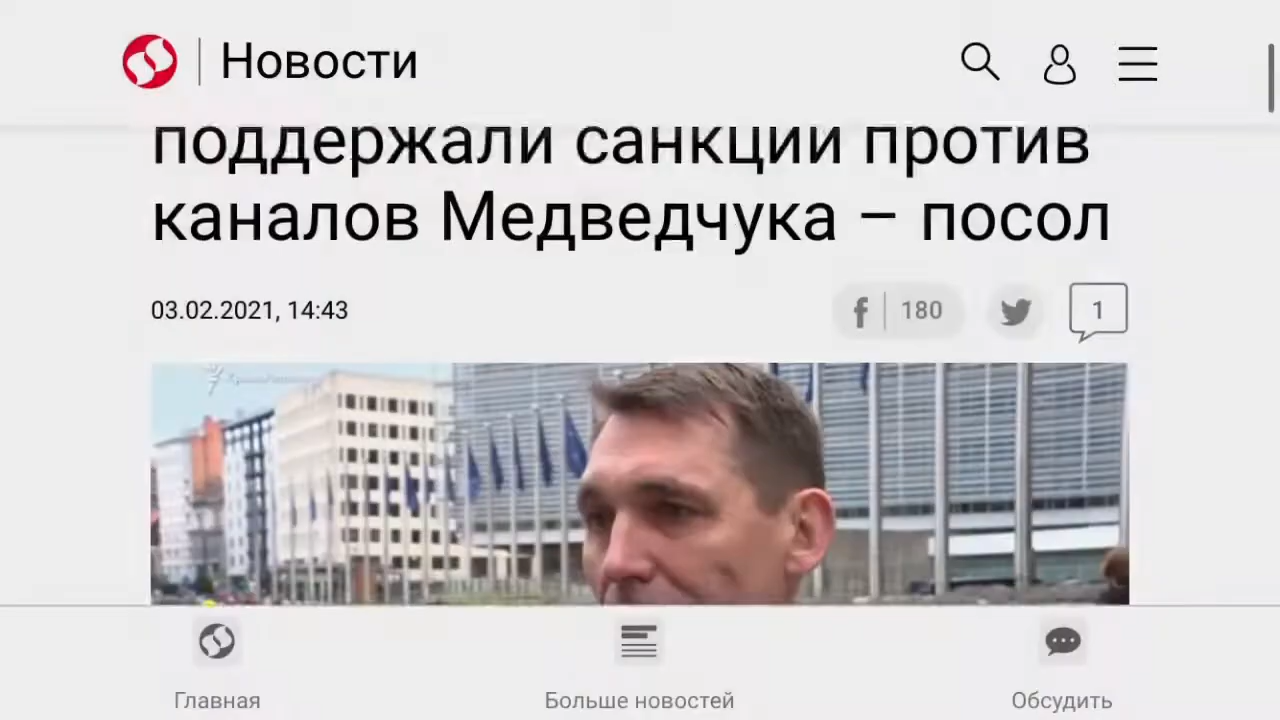 Новости
поддержали санкции против
каналов Медведчука – посол
03.02.2021, 14:43
180
1
Главная
Больше новостей
Обсудить